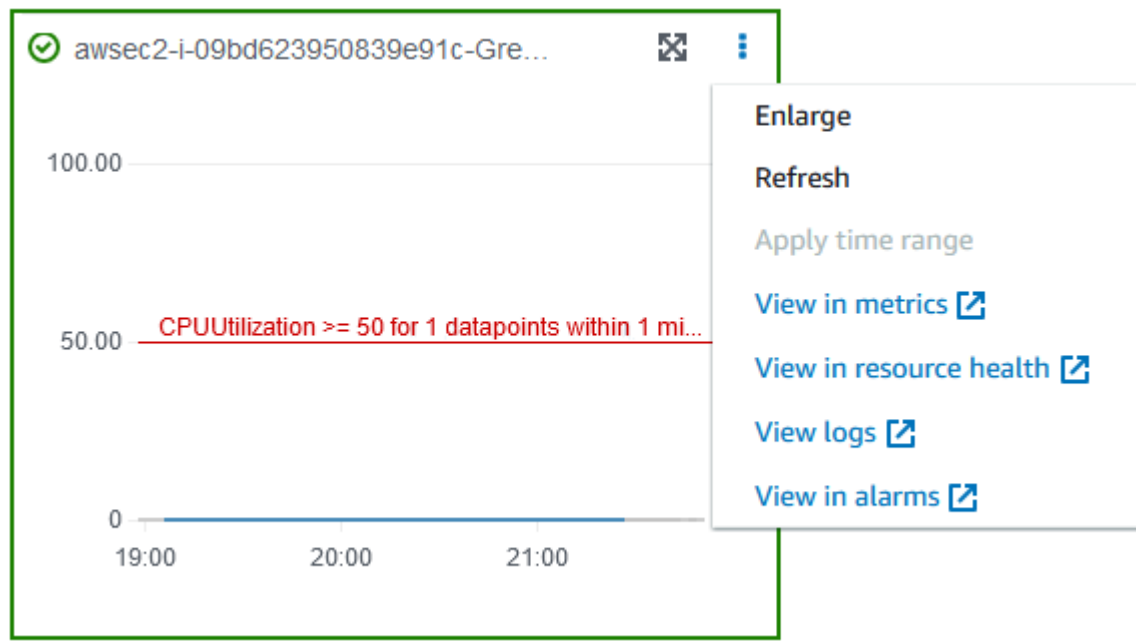 awsec2-i-09bd623950839e91c-Gre...
100.00
CPUUtilization >= 50 for 1 datapoints within 1 mi...
50.00
0
19:00 20:00 21:00
Enlarge
Refresh
Apply time range
View in metrics
View in resource health
View logs
View in alarms